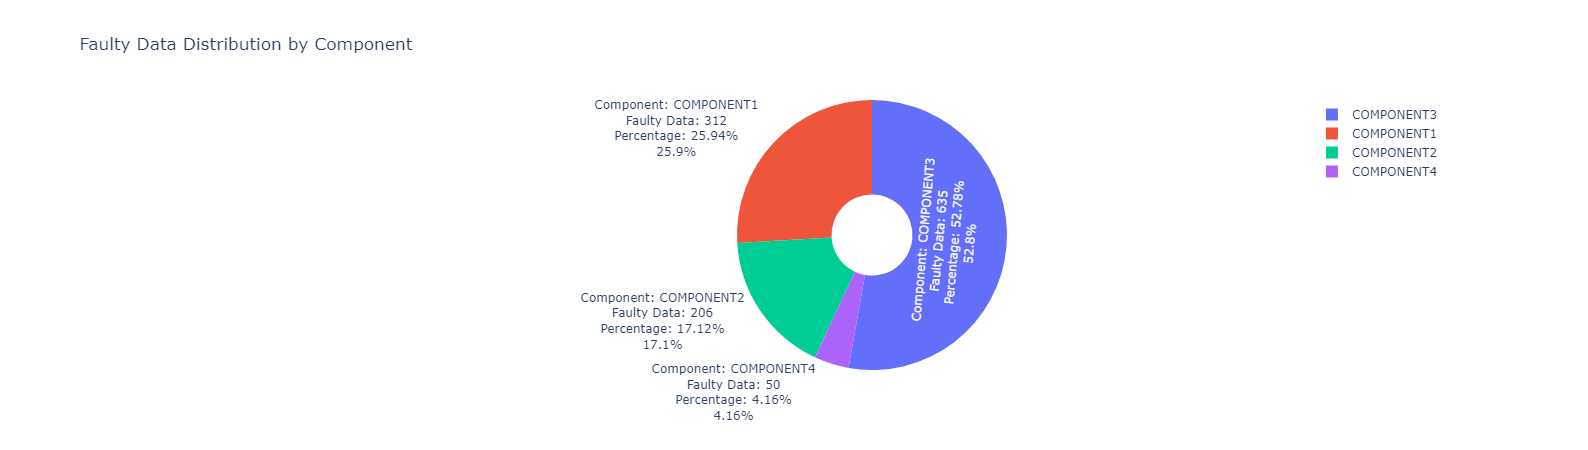 Faulty Data Distribution by Component
Component: COMPONENT1
Faulty Data: 312
Percentage: 25.94%
25.9%
Component: COMPONENT3
Faulty Data: 635
Percentage: 52.78%
52.8%
Component: COMPONENT2
Faulty Data: 206
Percentage: 17.12%
17.1%
Component: COMPONENT4
Faulty Data: 50
Percentage: 4.16%
4.16%
COMPONENT3
COMPONENT1
COMPONENT2
COMPONENT4